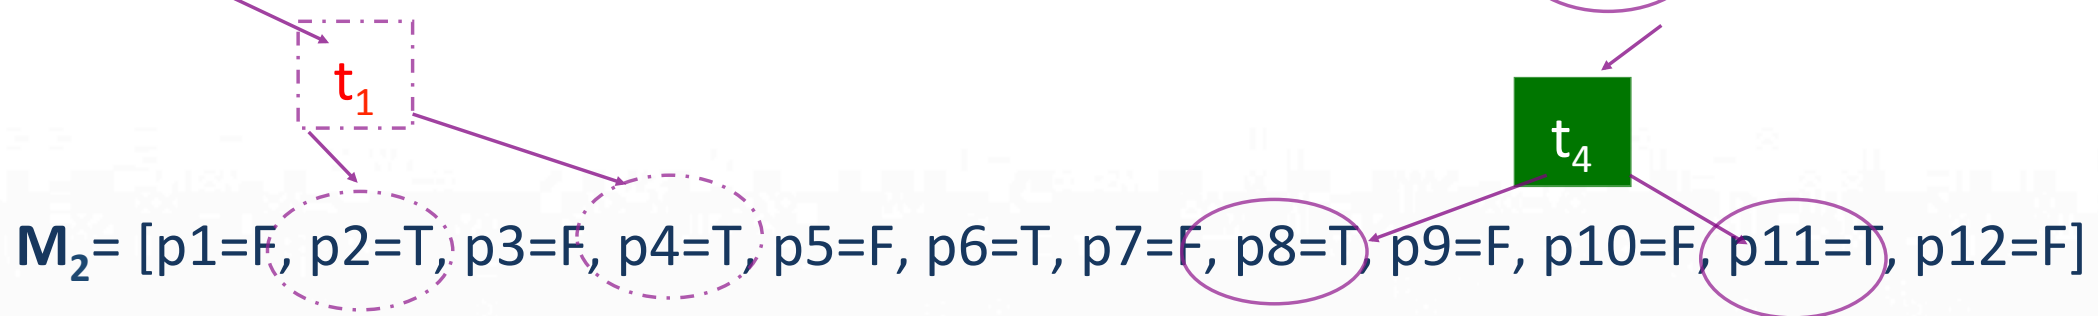 t1
t4
M2= [p1=F, p2=T, p3=F, p4=T, p5=F, p6=T, p7=F, p8=T, p9=F, p10=F, p11=T, p12=F]